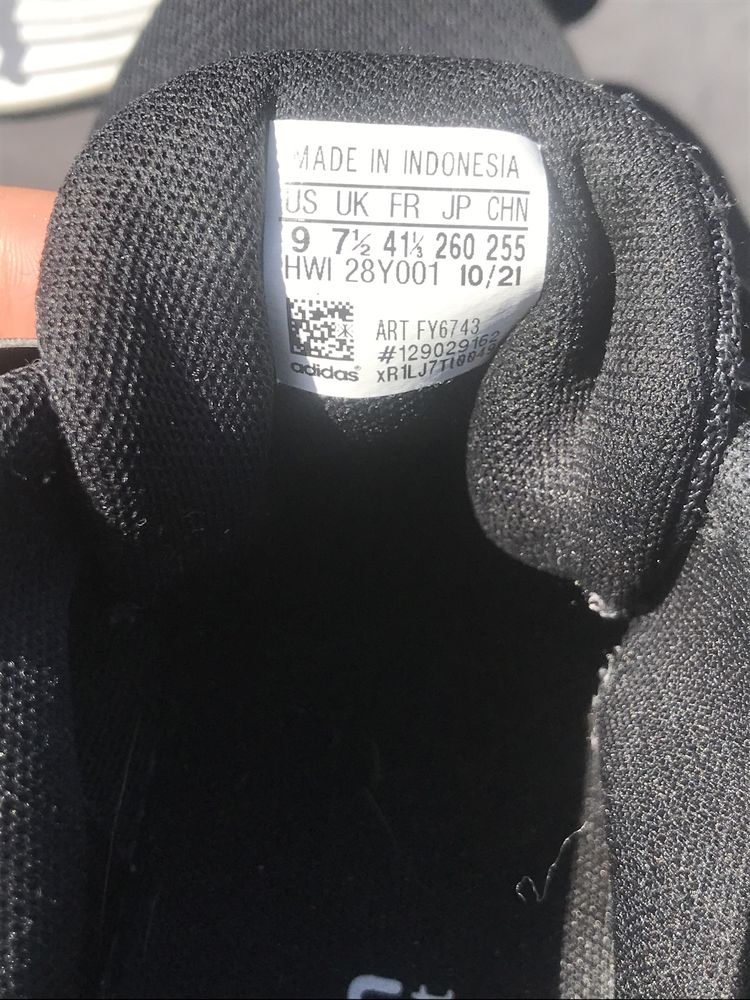 MADE IN INDONESIA
US UK FR JP CHN
9 7½ 41⅓ 260 255
HWI 28Y001 10/21
ART FY6743
#129029162
adidas®